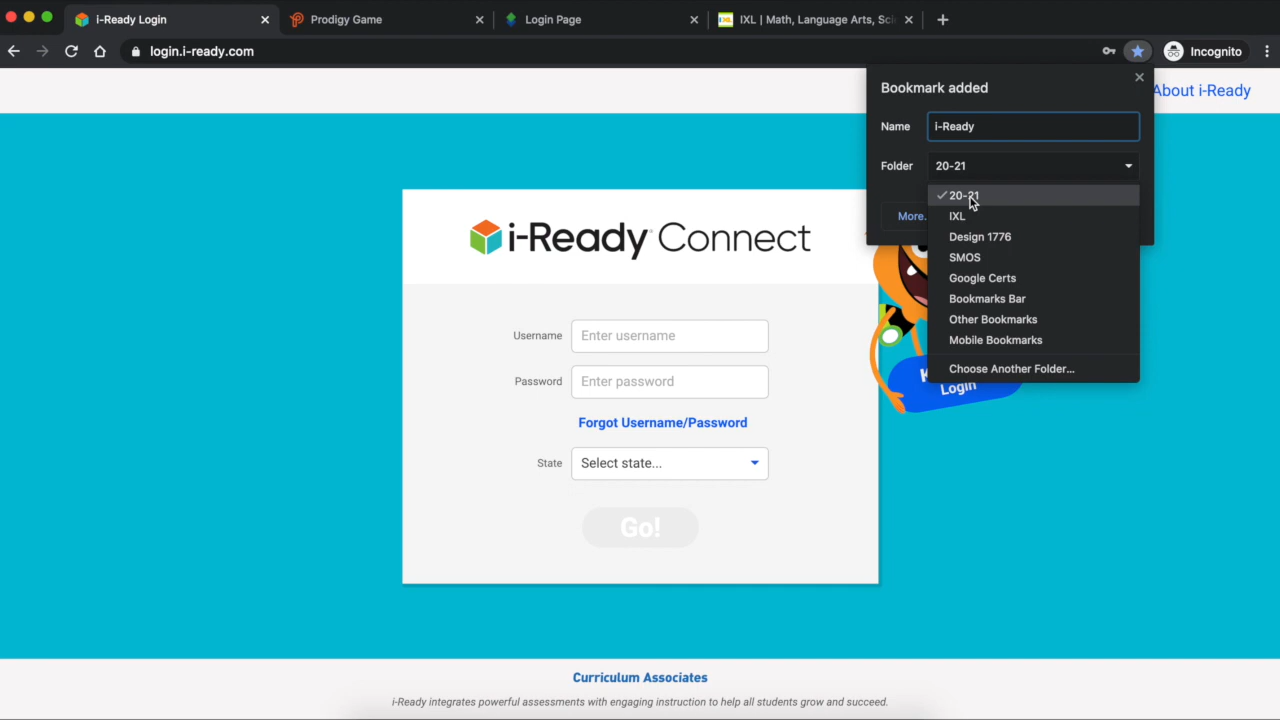 i-Ready Login
Prodigy Game
Login Page
IXL | Math, Language Arts, Sci
login.i-ready.com
Incognito
About i-Ready
Bookmark added
Name i-Ready
Folder 20-21
20-21
IXL
More.
Design 1776
SMOS
Google Certs
Bookmarks Bar
Other Bookmarks
Mobile Bookmarks
Choose Another Folder...
i-Ready Connect
Username Enter username
Password Enter password
Login
Forgot Username/Password
State Select state...
Go!
Curriculum Associates
i-Ready integrates powerful assessments with engaging instruction to help all students grow and succeed.